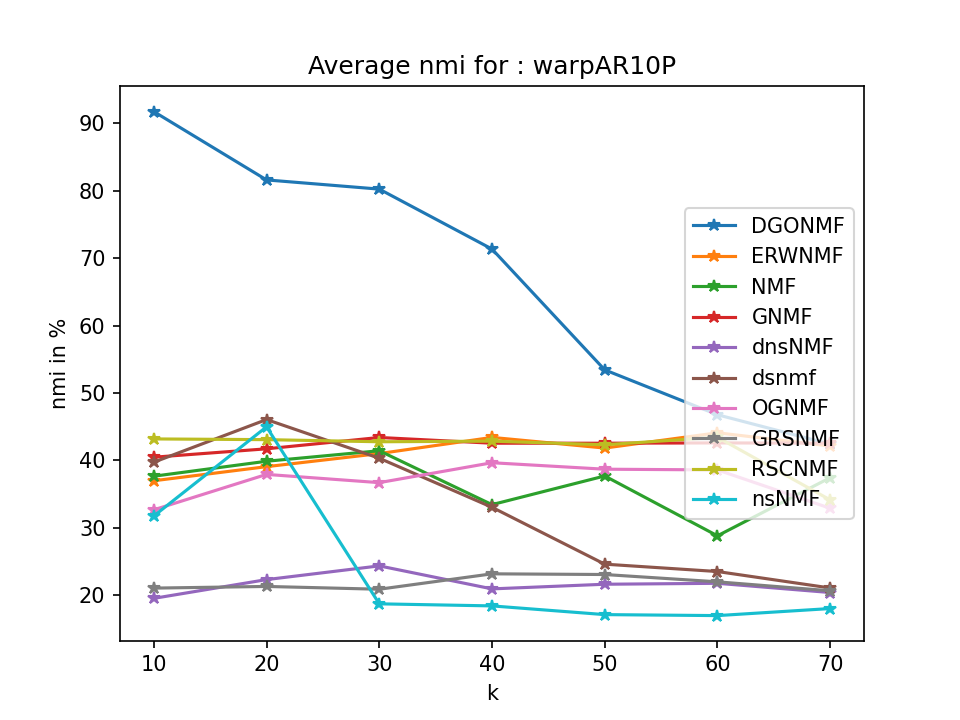 Average nmi for : warpAR10P
nmi in %
90
80
70
60
50
40
30
20
10 20 30 40 50 60 70
k
DGONMF
ERWNMF
NMF
GNMF
dnsNMF
dsnmf
OGNMF
GRSNMF
RSCNMF
nsNMF